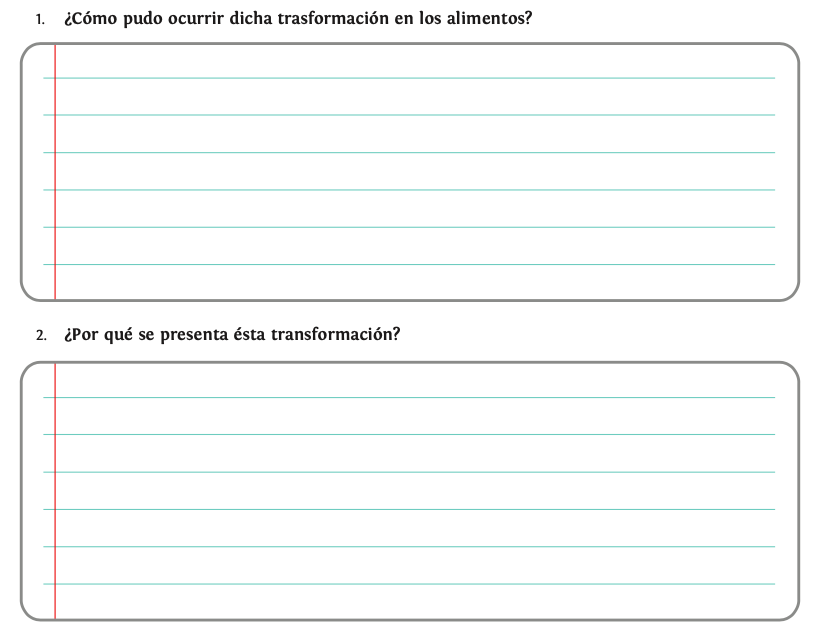 1. ¿Cómo pudo ocurrir dicha trasformación en los alimentos?
2. ¿Por qué se presenta ésta transformación?